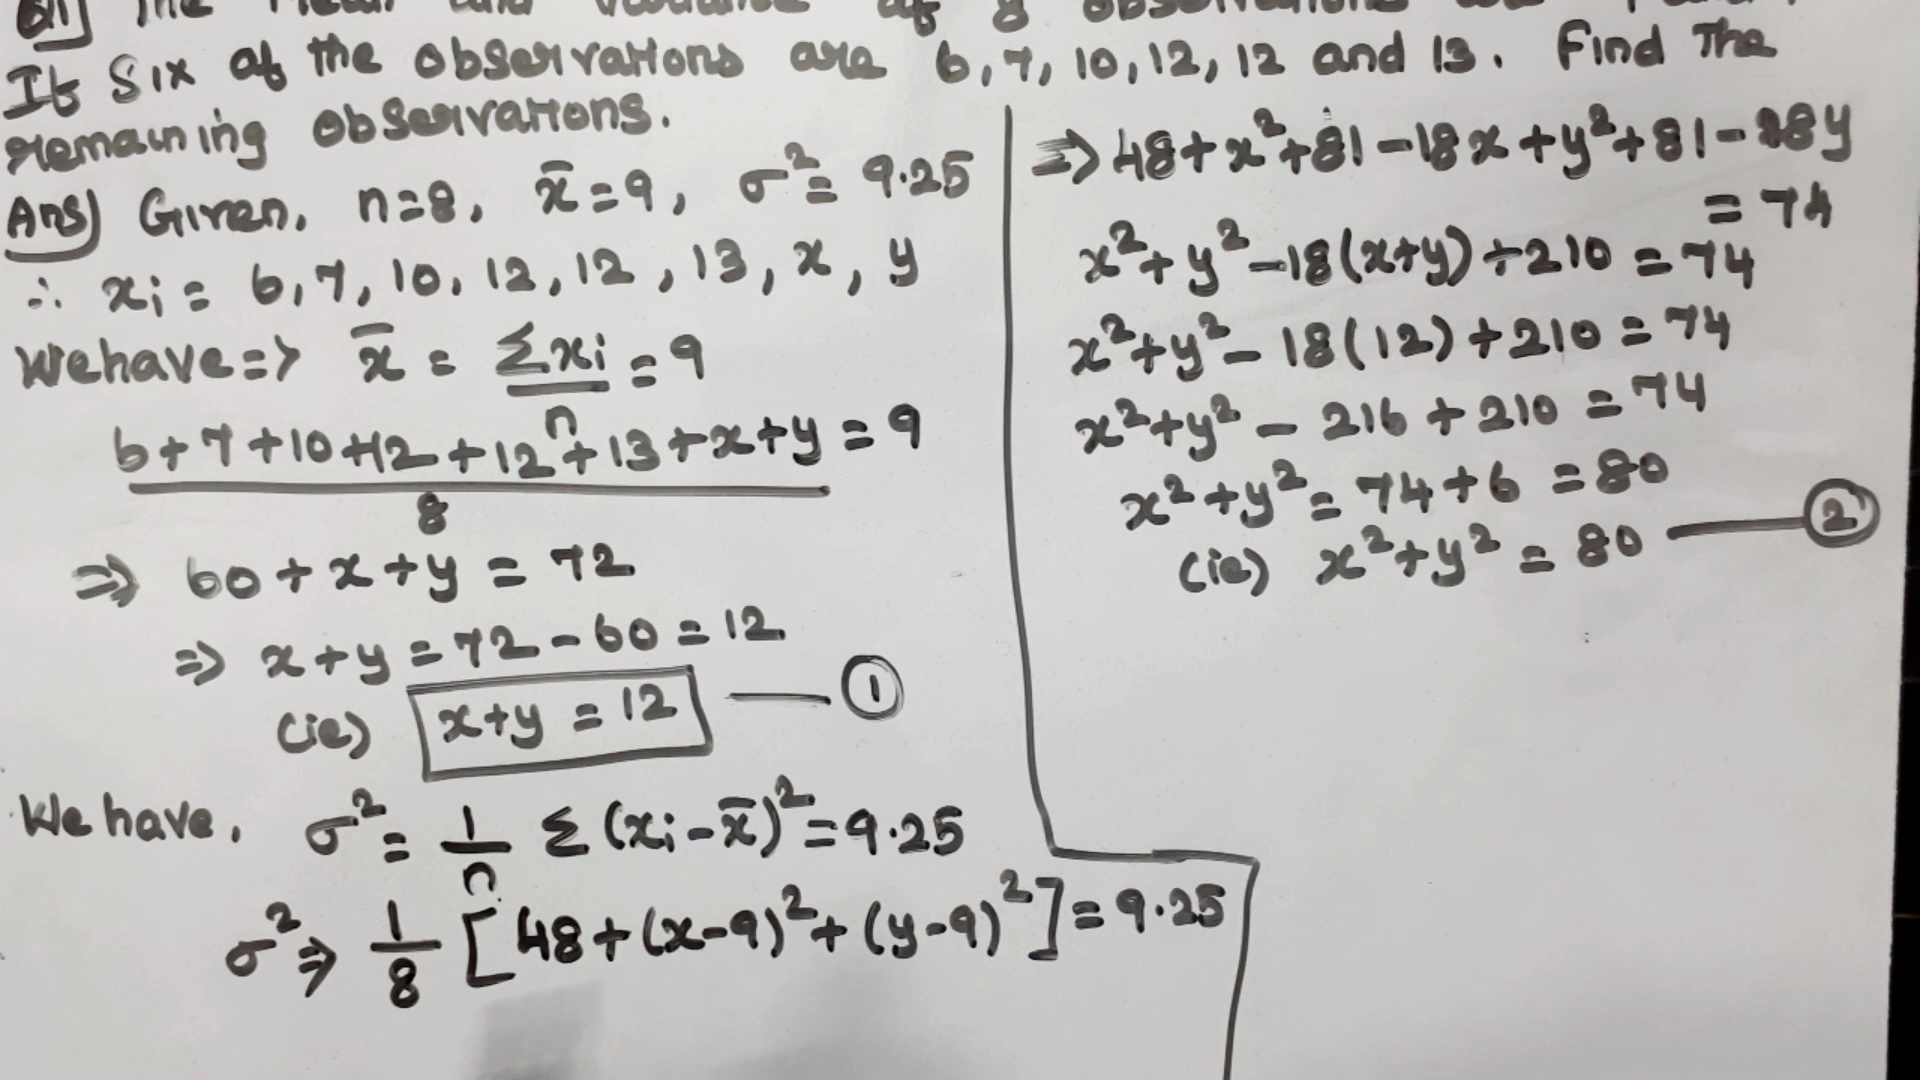 If Six of the observations are 6, 7, 10, 12, 12 and 13. Find The
remaining observations.
Ans) Given, n=8, x̄=9, σ²= 9.25
∴ xi = 6, 7, 10, 12, 12, 13, x, y
We have => x̄ = Σxi/n = 9
(6+7+10+12+12+13+x+y)/8 = 9
⇒ 60+x+y = 72
⇒ x+y = 72-60 = 12
(ie) x+y = 12 — ①
We have, σ² = 1/n Σ(xi-x̄)² = 9.25
σ² ⇒ 1/8 [48+(x-9)²+(y-9)²] = 9.25
⇒ 48+x²+81-18x+y²+81-18y
= 74
x²+y²-18(x+y)+210 = 74
x²+y²-18(12)+210 = 74
x²+y²-216+210 = 74
x²+y² = 74+6 = 80
(ie) x²+y² = 80 — ②